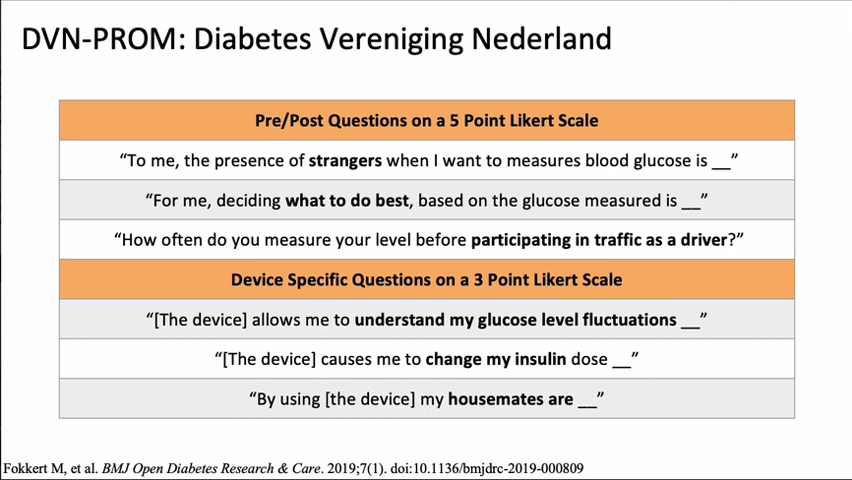 DVN-PROM: Diabetes Vereniging Nederland
Pre/Post Questions on a 5 Point Likert Scale
“To me, the presence of strangers when I want to measures blood glucose is __”
“For me, deciding what to do best, based on the glucose measured is __”
“How often do you measure your level before participating in traffic as a driver?”
Device Specific Questions on a 3 Point Likert Scale
“[The device] allows me to understand my glucose level fluctuations __”
“[The device] causes me to change my insulin dose __”
“By using [the device] my housemates are __”
Fokkert M, et al. BMJ Open Diabetes Research & Care. 2019;7(1). doi:10.1136/bmjdrc-2019-000809